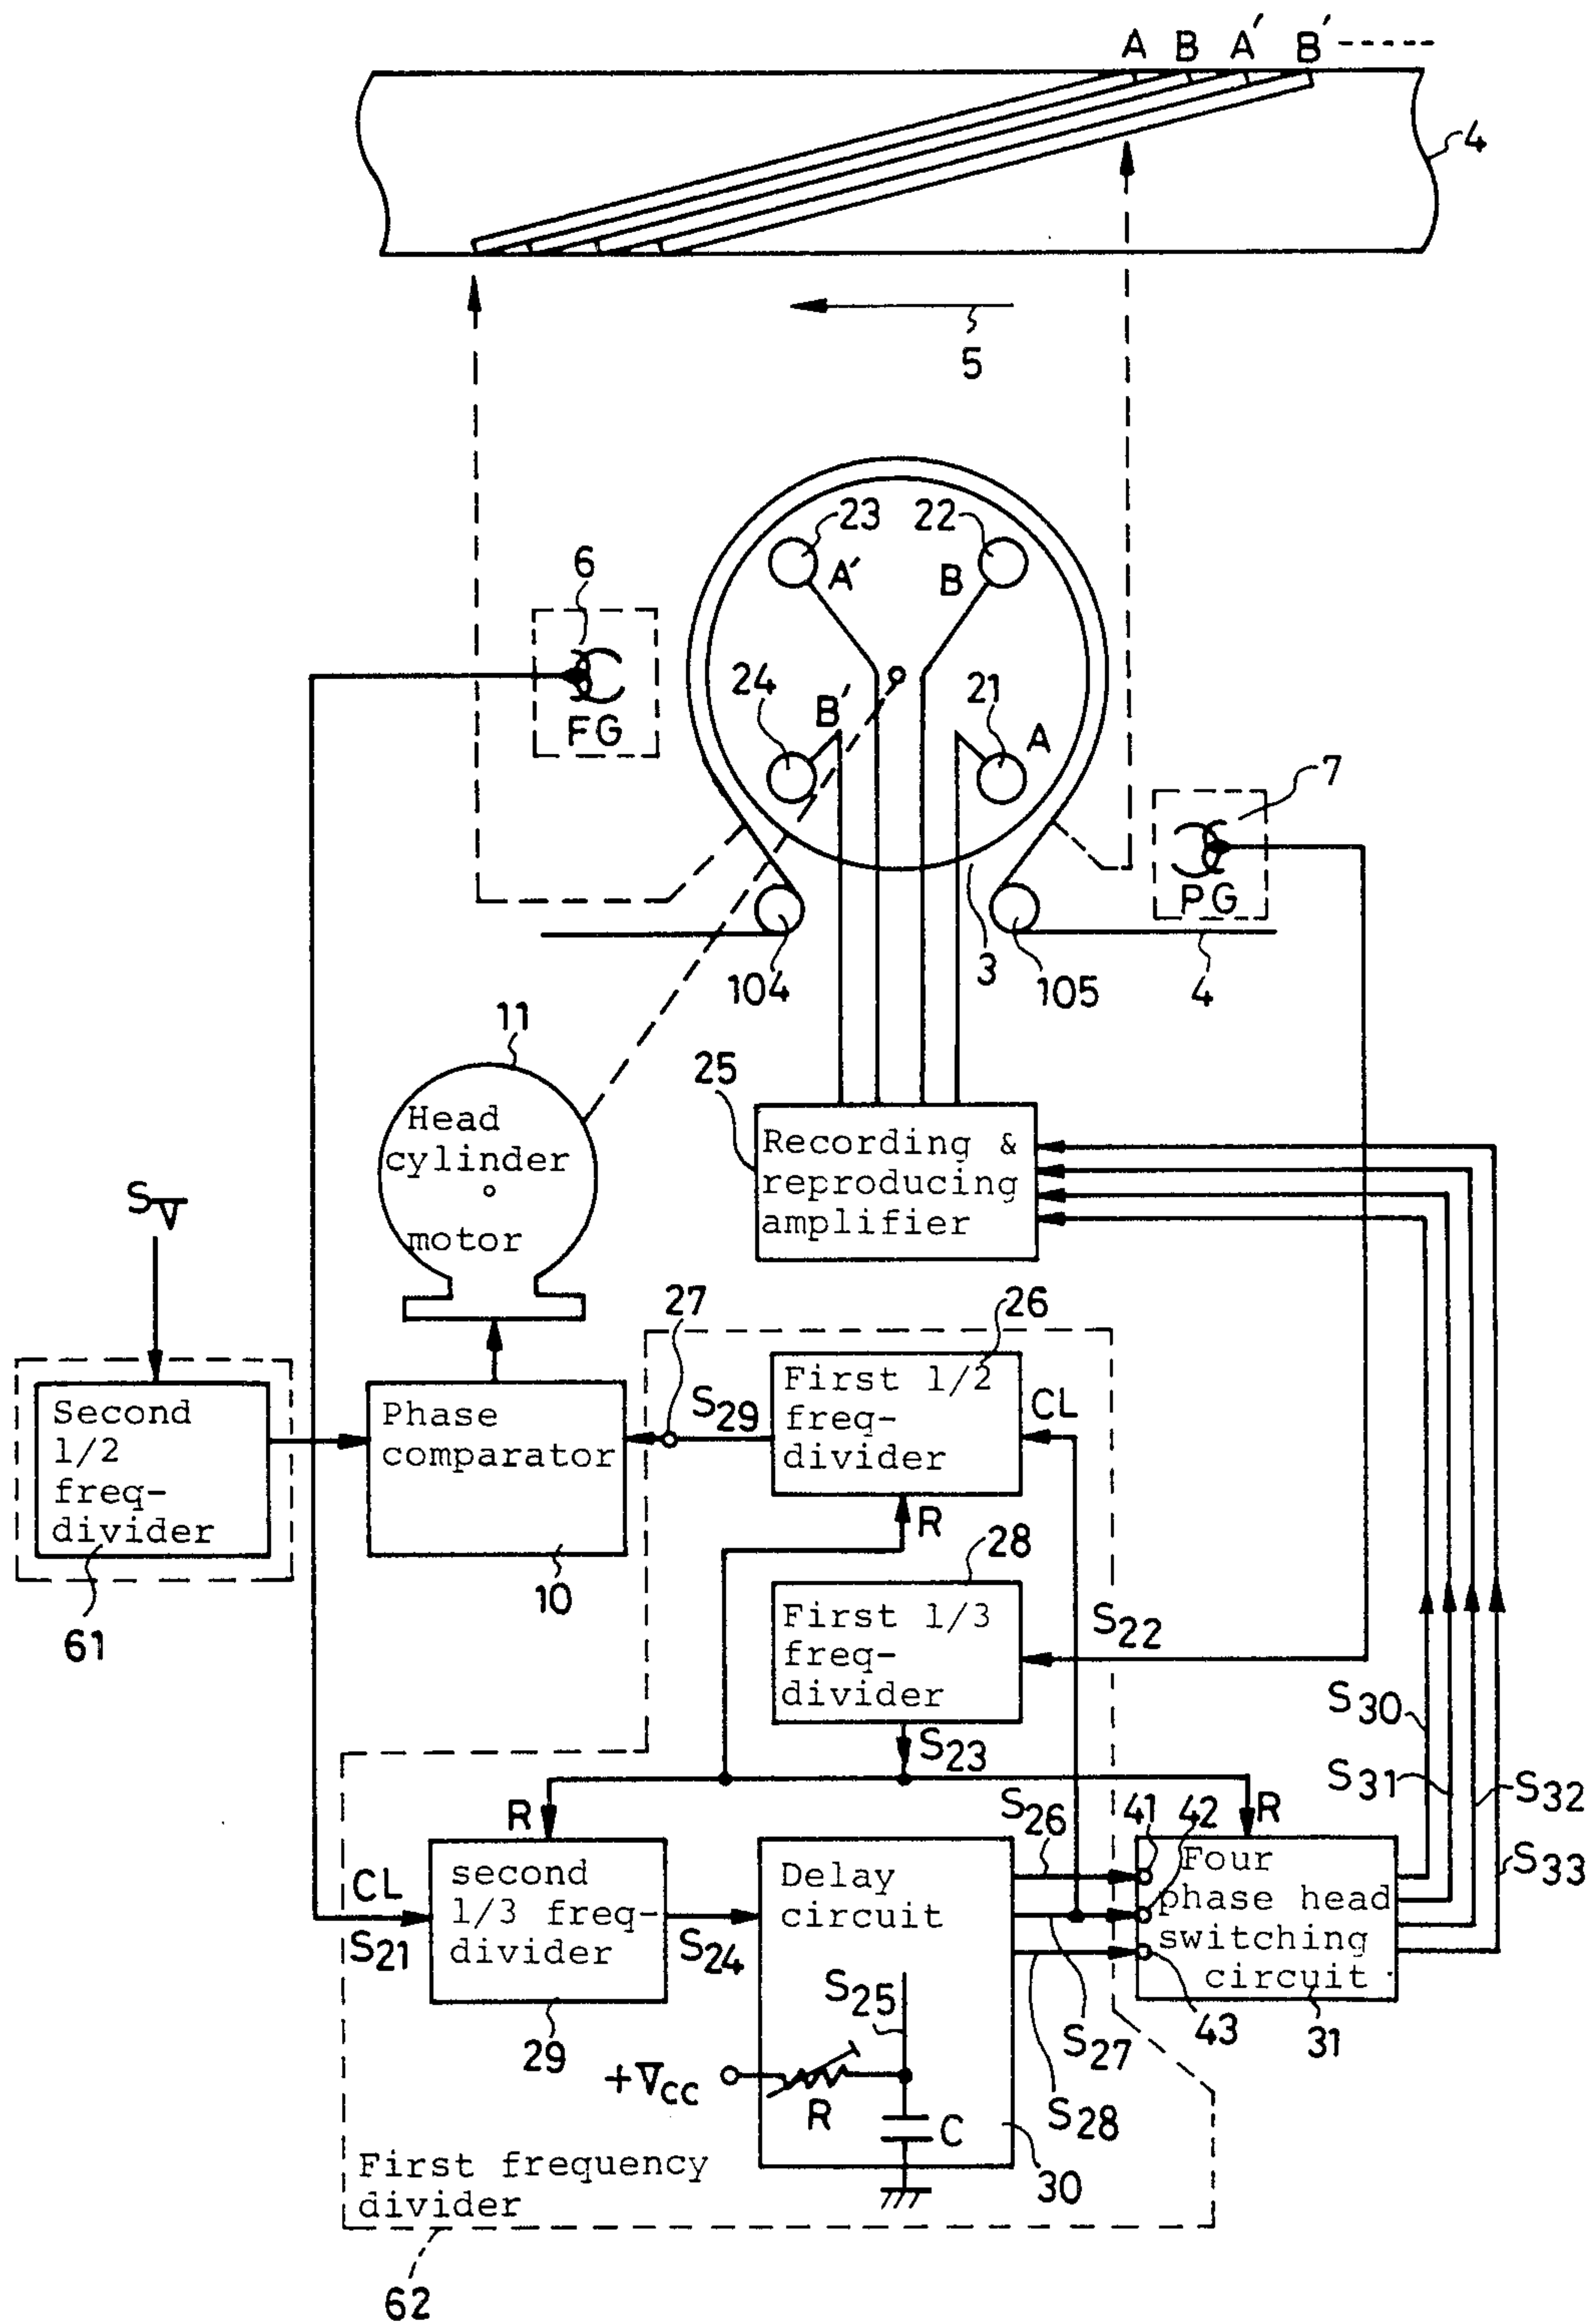 A B A′ B′ -----
4
5
23 22
6 A′ B
24 21
B′ A
FG
7
PG
104 3 105 4
11
25
Head
cylinder
motor
Recording &
reproducing
amplifier
SV
27 26
Second
1/2
freq-
divider
Phase
comparator
S29
First 1/2
freq-
divider
CL
R
61
10
28
First 1/3
freq-
divider
S22
S30
S23
S31 S32
R S26 41 42 R
S33
CL
S21
second
1/3 freq-
divider
S24
Delay
circuit
Four
phase head
switching
circuit
S25
29 S27 43 31
+VCC R C S28
First frequency
divider
30
62